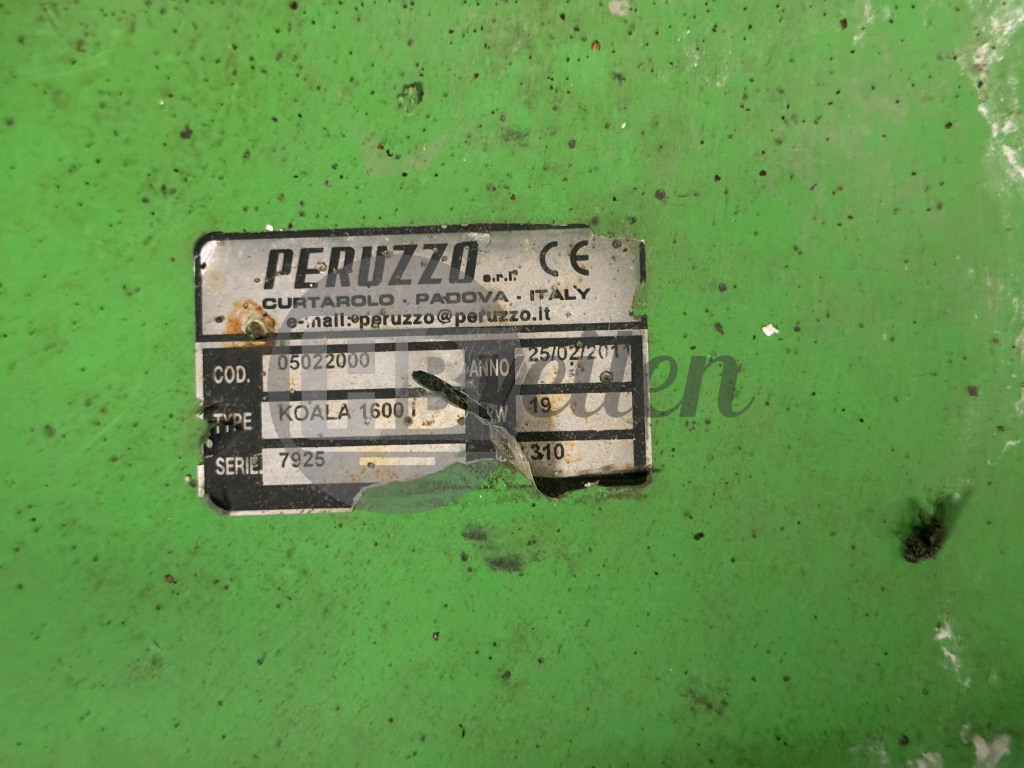 PERUZZO s.r.l. CE
CURTAROLO - PADOVA - ITALY
e-mail: peruzzo@peruzzo.it
COD. 05022000 ANNO 25/02/2011
TYPE KOALA 1600 19
SERIE. 7925 310